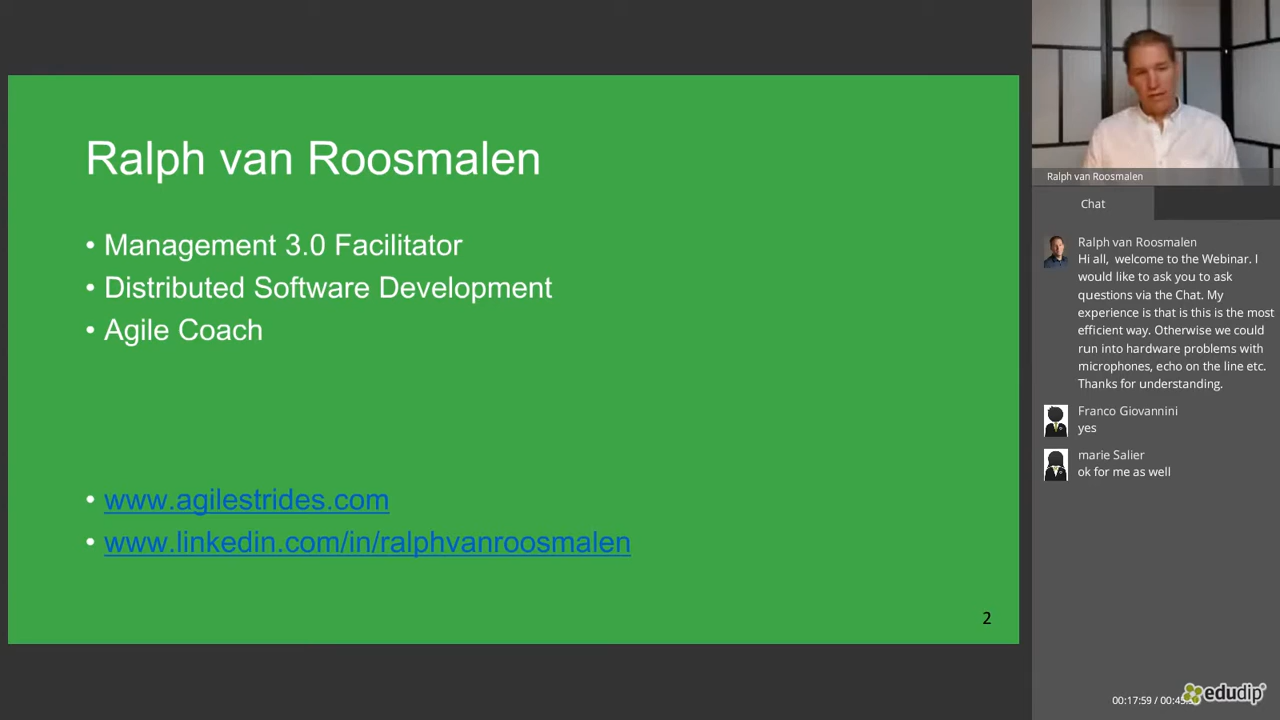 Ralph van Roosmalen
• Management 3.0 Facilitator
• Distributed Software Development
• Agile Coach
• www.agilestrides.com
• www.linkedin.com/in/ralphvanroosmalen
2
Ralph van Roosmalen
Chat
Ralph van Roosmalen
Hi all, welcome to the Webinar. I
would like to ask you to ask
questions via the Chat. My
experience is that is this is the most
efficient way. Otherwise we could
run into hardware problems with
microphones, echo on the line etc.
Thanks for understanding.
Franco Giovannini
yes
marie Salier
ok for me as well
00:17:59 /
edudip